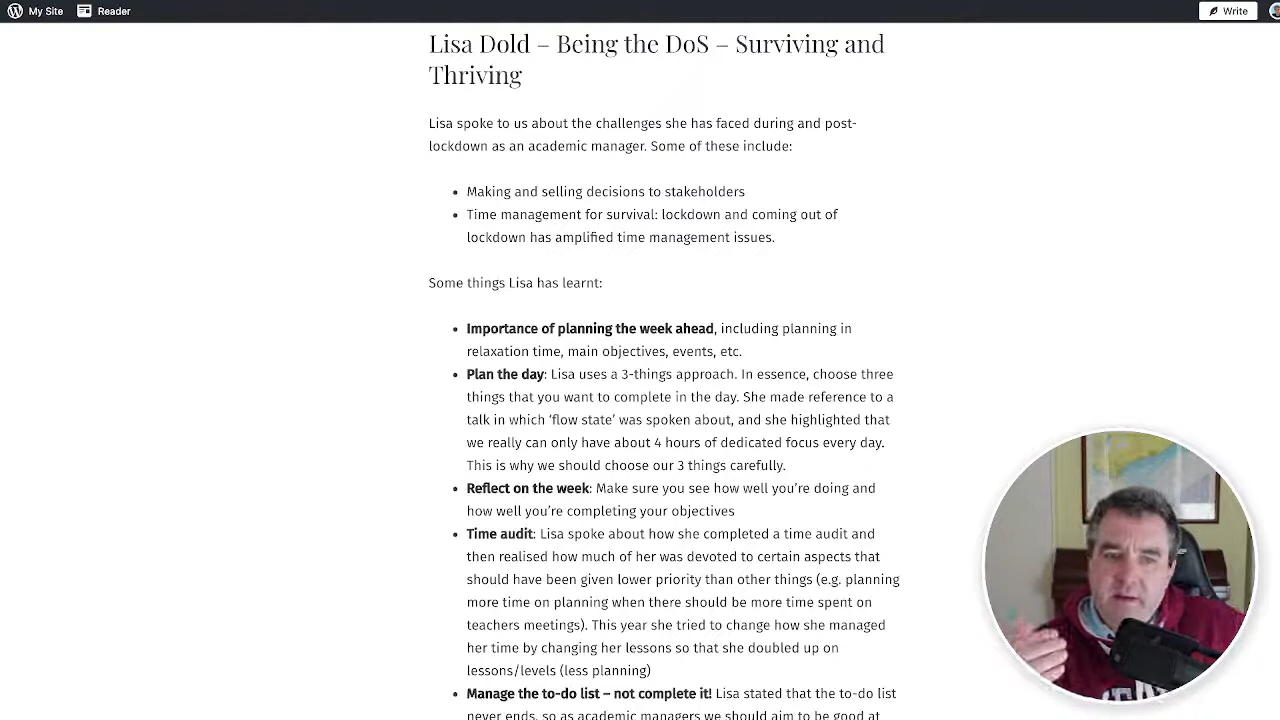 My Site Reader Write
Lisa Dold – Being the DoS – Surviving and
Thriving
Lisa spoke to us about the challenges she has faced during and post-
lockdown as an academic manager. Some of these include:
• Making and selling decisions to stakeholders
• Time management for survival: lockdown and coming out of
lockdown has amplified time management issues.
Some things Lisa has learnt:
• Importance of planning the week ahead, including planning in
relaxation time, main objectives, events, etc.
• Plan the day: Lisa uses a 3-things approach. In essence, choose three
things that you want to complete in the day. She made reference to a
talk in which ‘flow state’ was spoken about, and she highlighted that
we really can only have about 4 hours of dedicated focus every day.
This is why we should choose our 3 things carefully.
• Reflect on the week: Make sure you see how well you’re doing and
how well you’re completing your objectives
• Time audit: Lisa spoke about how she completed a time audit and
then realised how much of her was devoted to certain aspects that
should have been given lower priority than other things (e.g. planning
more time on planning when there should be more time spent on
teachers meetings). This year she tried to change how she managed
her time by changing her lessons so that she doubled up on
lessons/levels (less planning)
• Manage the to-do list – not complete it! Lisa stated that the to-do list
never ends, so as academic managers we should aim to be good at